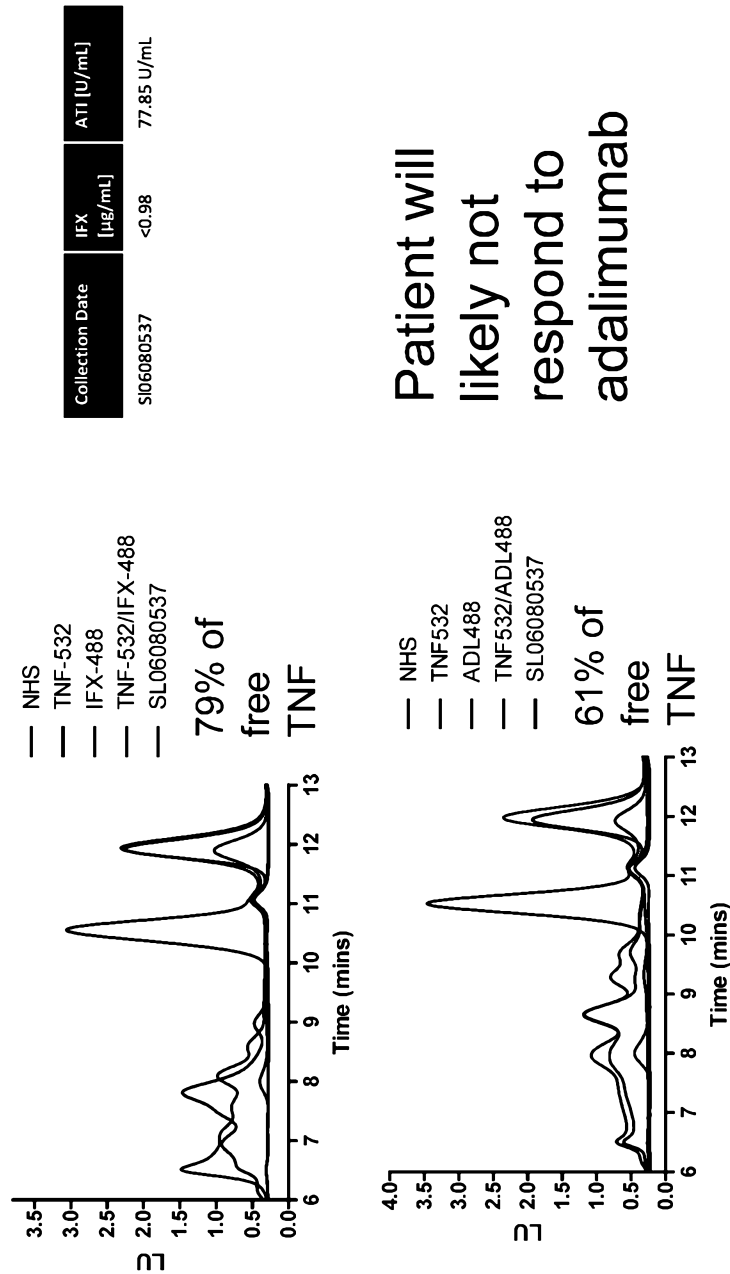 LU
3.5
3.0
2.5
2.0
1.5
1.0
0.5
0.0
6 7 8 9 10 11 12 13
Time (mins)
NHS
TNF-532
IFX-488
TNF-532/IFX-488
SL06080537
79% of
free
TNF
Collection Date IFX [µg/mL] ATI [U/mL]
SI06080537 <0.98 77.85 U/mL
LU
4.0
3.5
3.0
2.5
2.0
1.5
1.0
0.5
0.0
6 7 8 9 10 11 12 13
Time (mins)
NHS
TNF532
ADL488
TNF532/ADL488
SL06080537
61% of
free
TNF
Patient will
likely not
respond to
adalimumab